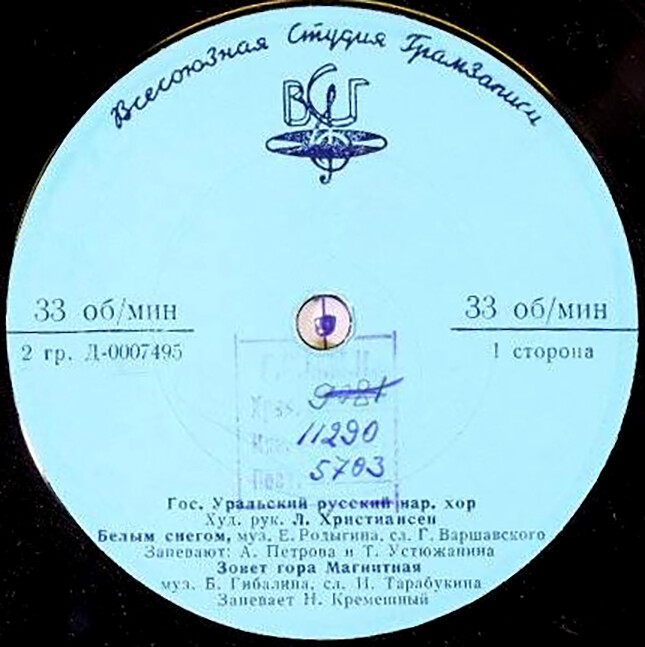 Всесоюзная Студия Грамзаписи
ВСГ
33 об/мин
33 об/мин
2 гр. Д-0007495
1 сторона
11290
5703
Гос. Уральский русский нар. хор
Худ. рук. Л. Христиансен
Белым снегом, муз. Е. Родыгина, сл. Г. Варшавского
Запевают: А. Петрова и Т. Устюжанина
Зовет гора Магнитная
муз. Б. Гибалина, сл. И. Тарабукина
Запевает Н. Кремешный